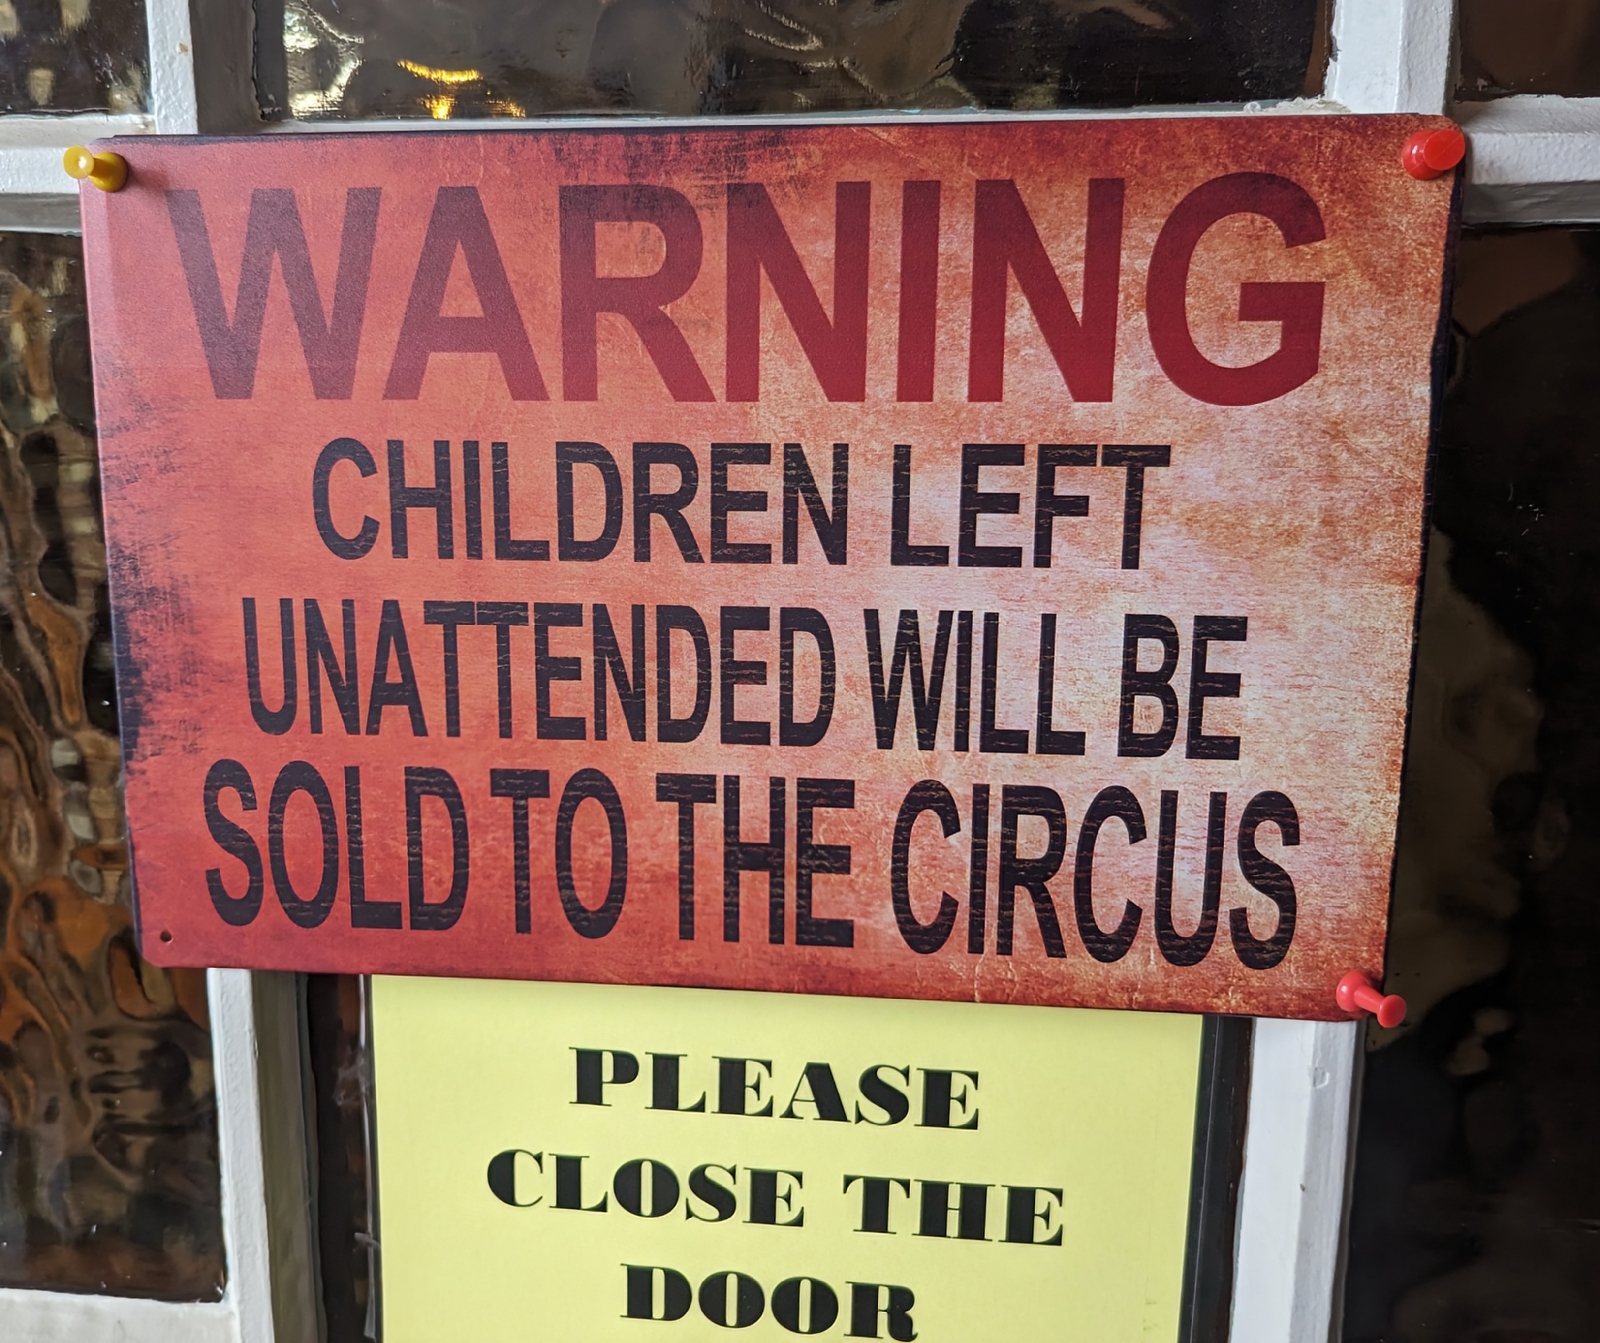 WARNING
CHILDREN LEFT
UNATTENDED WILL BE
SOLD TO THE CIRCUS
PLEASE
CLOSE THE
DOOR